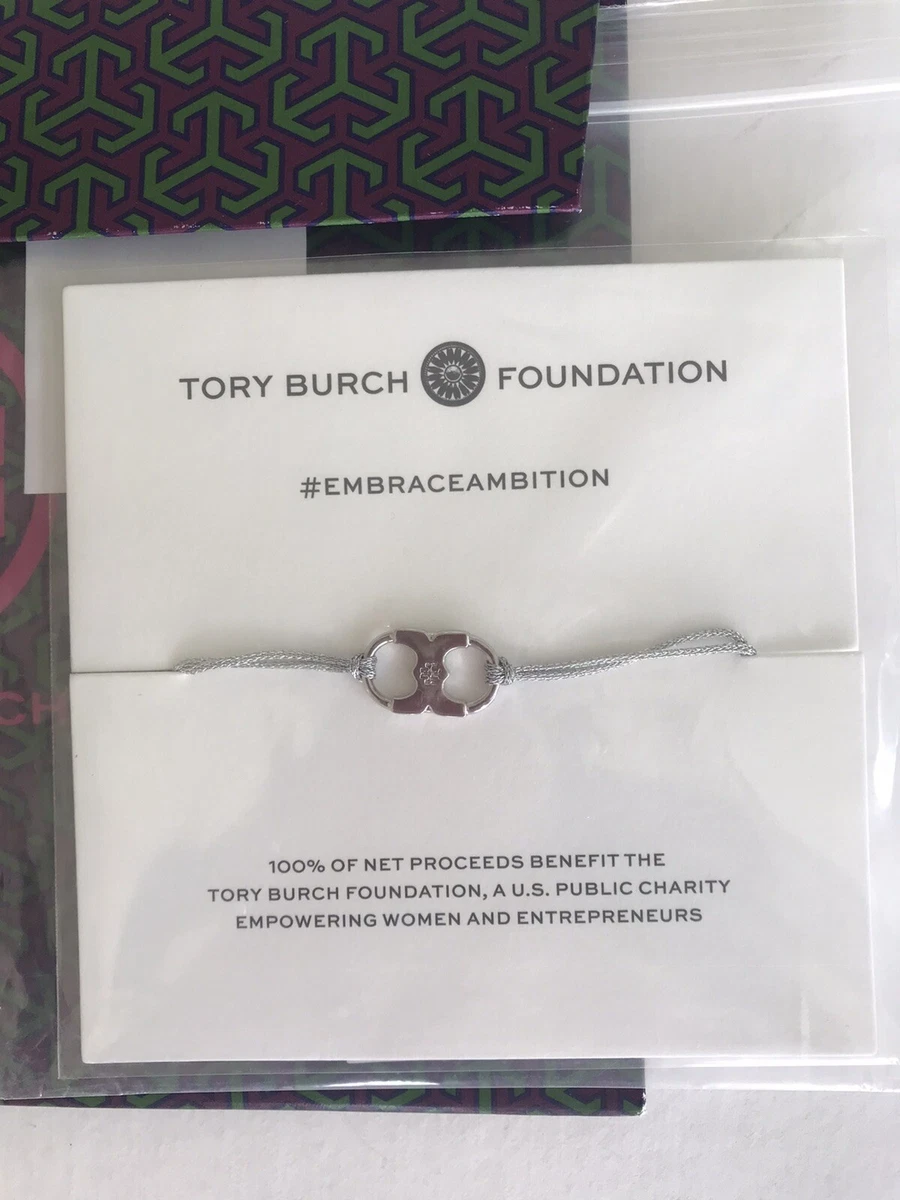 TORY BURCH FOUNDATION
#EMBRACEAMBITION
100% OF NET PROCEEDS BENEFIT THE
TORY BURCH FOUNDATION, A U.S. PUBLIC CHARITY
EMPOWERING WOMEN AND ENTREPRENEURS
CH